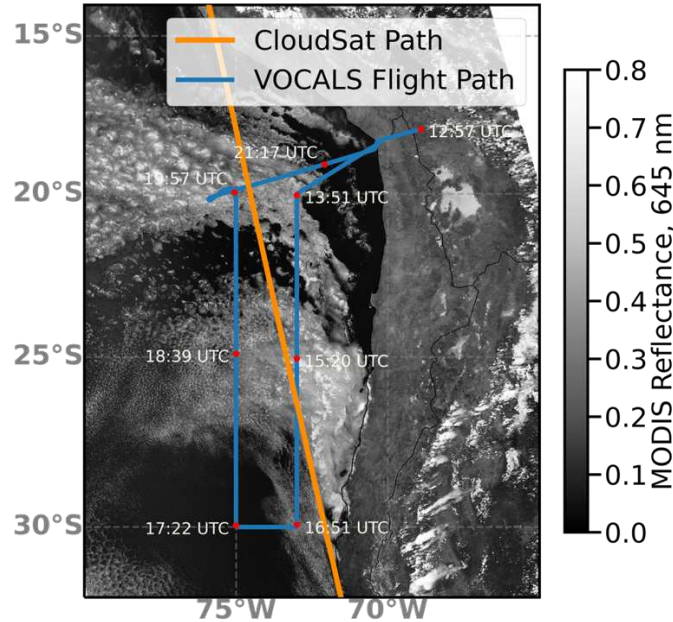 15°S
CloudSat Path
VOCALS Flight Path
12:57 UTC
21:17 UTC
19:57 UTC
20°S
13:51 UTC
18:39 UTC
25°S
15:20 UTC
17:22 UTC
30°S
16:51 UTC
75°W
70°W
0.8
0.7
0.6
0.5
0.4
0.3
0.2
0.1
0.0
MODIS Reflectance, 645 nm